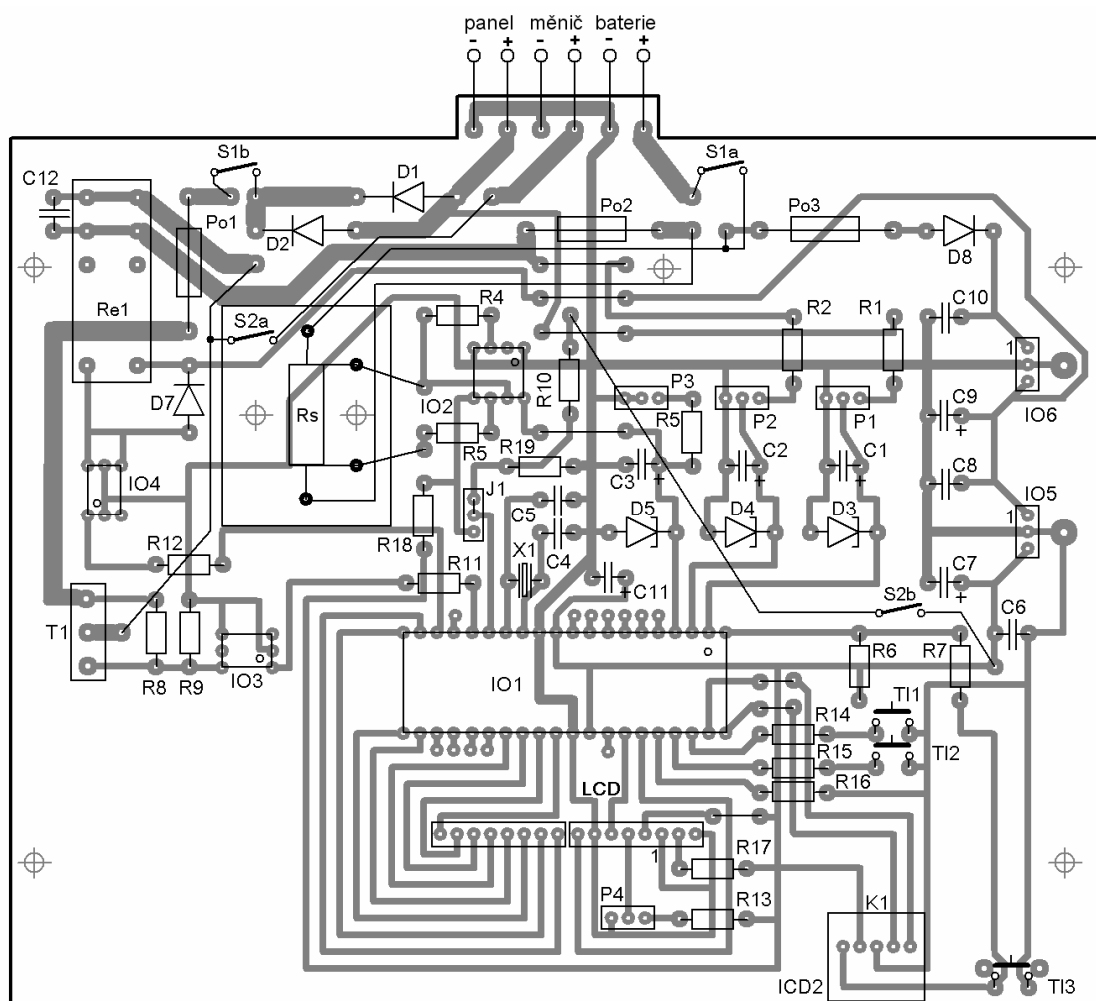 panel měnič baterie
- + - + - +
S1b
D1
S1a
C12
Po1
D2
Po2
Po3
D8
Re1
R4
R2
R1
C10
S2a
1
D7
IO2
R10
P3
P2
P1
IO6
C9
+
Rs
R5
R5
C2
C1
R19
C3
+
+
+
C8
IO4
J1
IO5
1
C5
D5
D4
D3
R18
R12
X1
C4
R11
C7
+
C11
+
S2b
C6
T1
R8
R9
IO3
IO1
R6
R7
Tl1
R14
Tl2
R15
R16
LCD
1
R17
P4
R13
K1
ICD2
Tl3